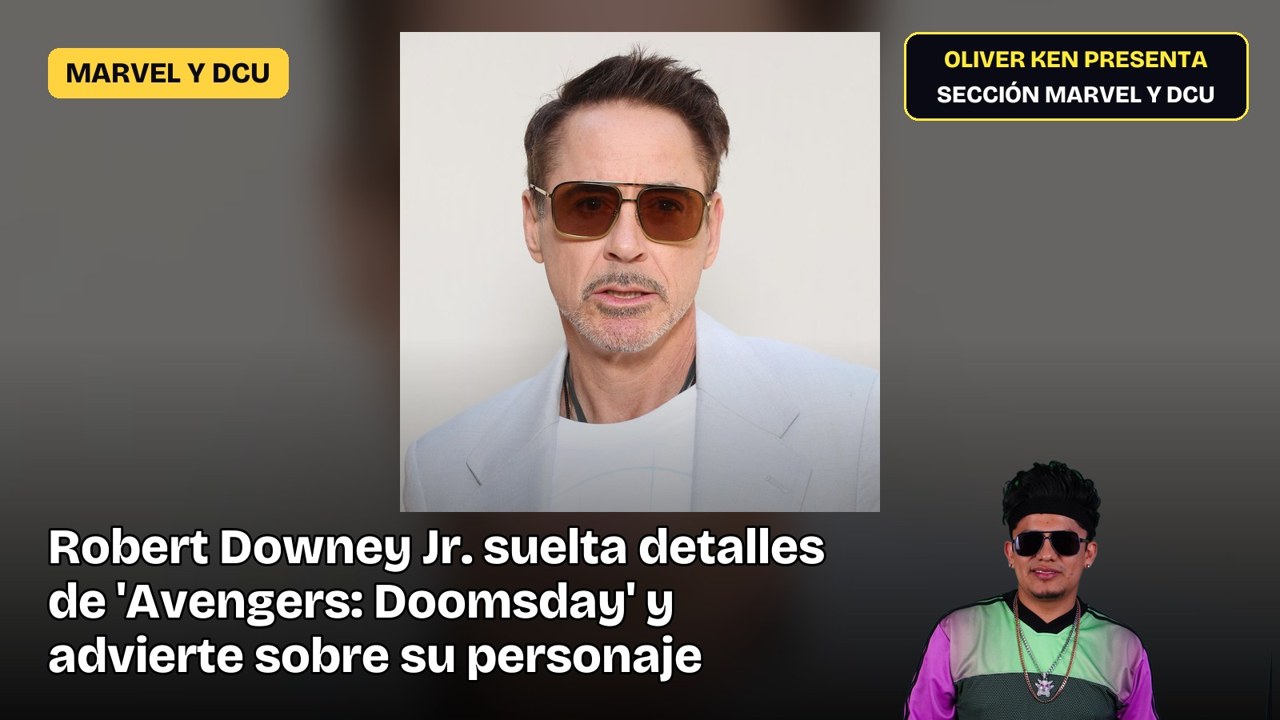 MARVEL Y DCU
OLIVER KEN PRESENTA
SECCIÓN MARVEL Y DCU
Robert Downey Jr. suelta detalles
de 'Avengers: Doomsday' y
advierte sobre su personaje